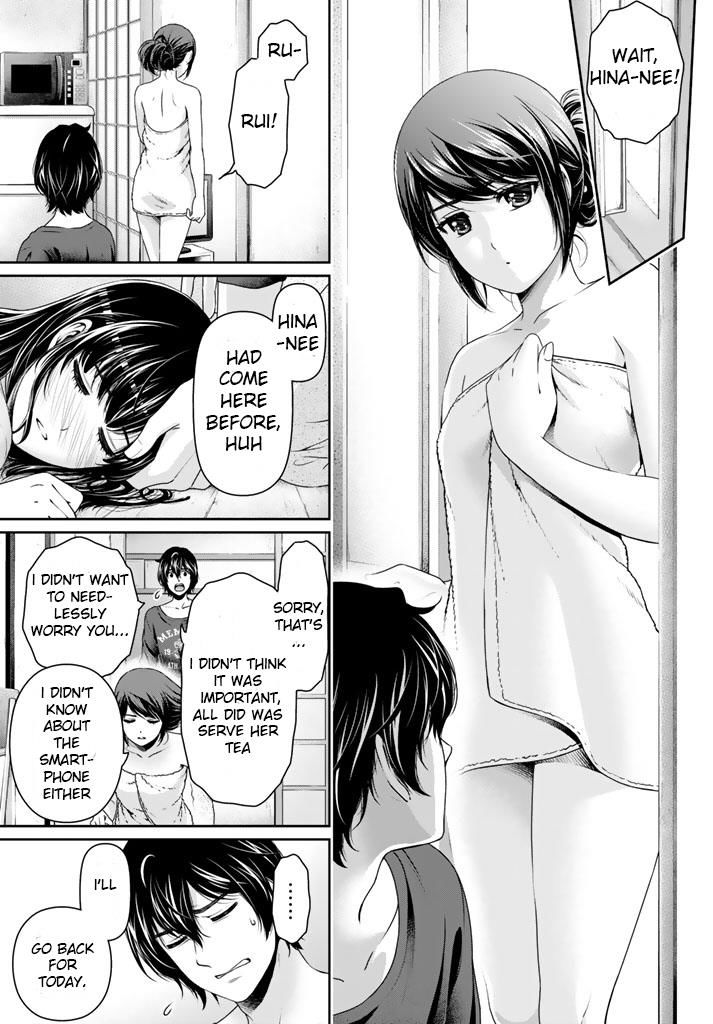 WAIT,
HINA-NEE!
RU-
RUI!
HINA
-NEE
HAD
COME
HERE
BEFORE,
HUH
SORRY,
THAT'S
...
I DIDN'T THINK
IT WAS
IMPORTANT,
ALL DID WAS
SERVE HER
TEA
I DIDN'T WANT
TO NEED-
LESSLY
WORRY YOU...
I DIDN'T
KNOW
ABOUT
THE
SMART-
PHONE
EITHER
......
I'LL
GO BACK
FOR
TODAY.